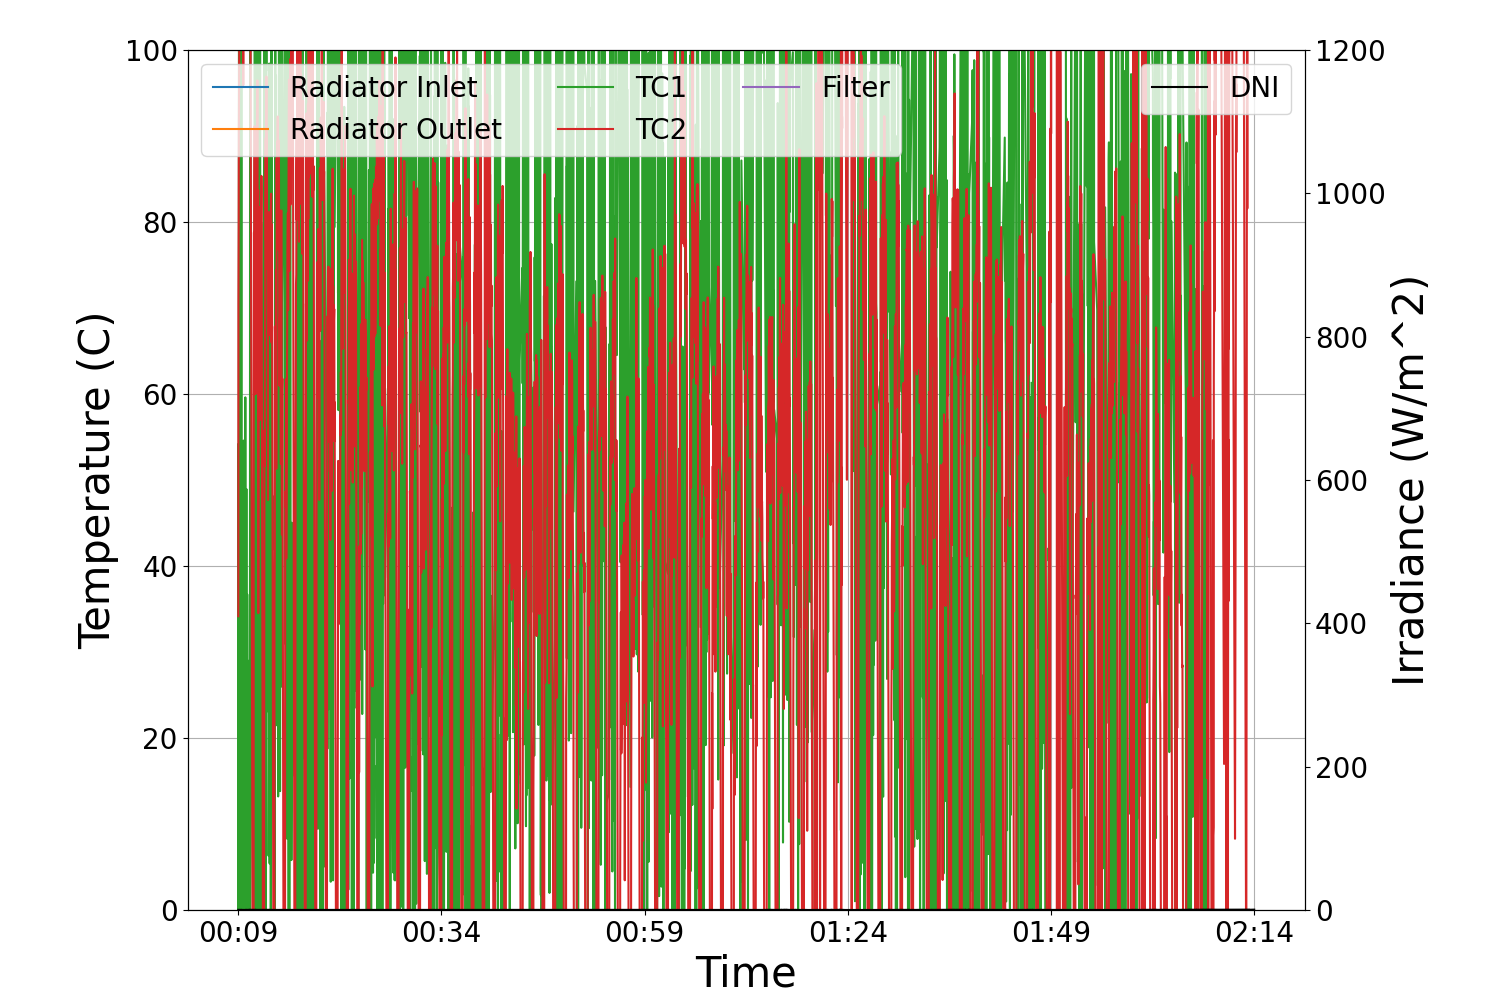 Radiator Inlet
Radiator Outlet
TC1
TC2
Filter
DNI
100
80
60
40
20
0
Temperature (C)
1200
1000
800
600
400
200
0
Irradiance (W/m^2)
00:09 00:34 00:59 01:24 01:49 02:14
Time